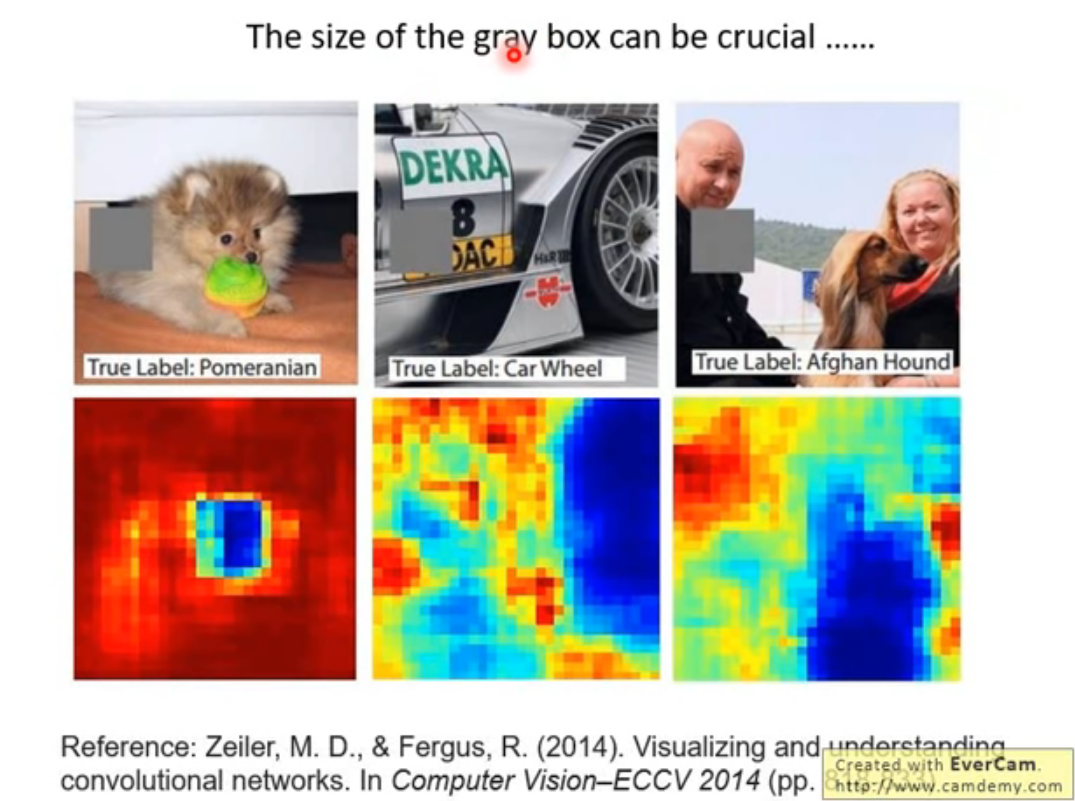 The size of the gray box can be crucial ......
DEKRA
8
DAC
H&R
True Label: Pomeranian
True Label: Car Wheel
True Label: Afghan Hound
Reference: Zeiler, M. D., & Fergus, R. (2014). Visualizing and understanding
convolutional networks. In Computer Vision–ECCV 2014 (pp. 818-833)
Created with EverCam.
http://www.camdemy.com